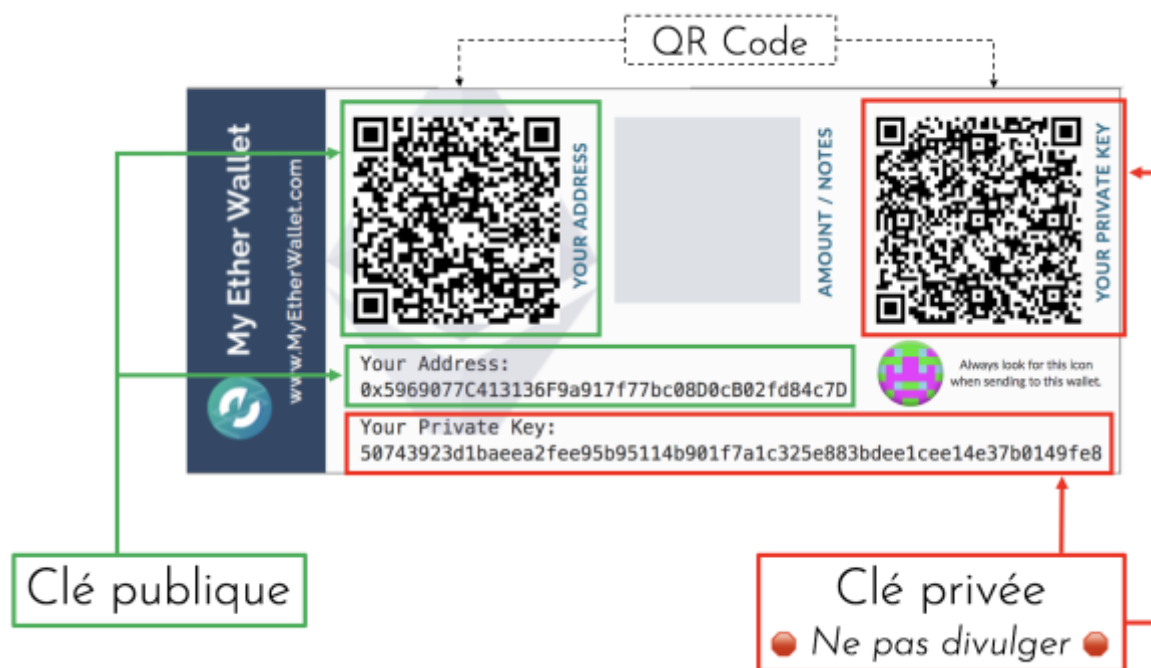 QR Code
My Ether Wallet
www.MyEtherWallet.com
YOUR ADDRESS
AMOUNT / NOTES
YOUR PRIVATE KEY
Your Address:
0x5969077C413136F9a917f77bc08D0cB02fd84c7D
Always look for this icon
when sending to this wallet.
Your Private Key:
50743923d1baeea2fee95b95114b901f7a1c325e883bdee1cee14e37b0149fe8
Clé publique
Clé privée
Ne pas divulger